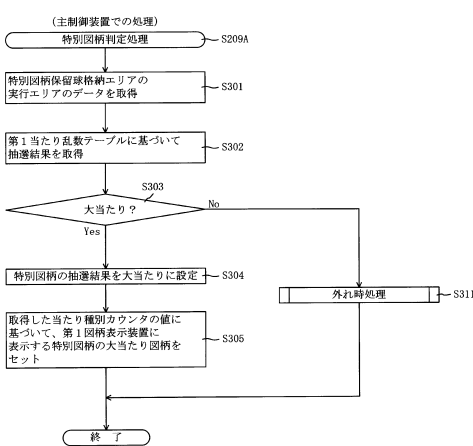 (主制御装置での処理)
特別図柄判定処理
S209A
特別図柄保留球格納エリアの
実行エリアのデータを取得
S301
第1当たり乱数テーブルに基づいて
抽選結果を取得
S302
S303
大当たり?
No
Yes
特別図柄の抽選結果を大当たりに設定
S304
外れ時処理
S311
取得した当たり種別カウンタの値に
基づいて、第1図柄表示装置に
表示する特別図柄の大当たり図柄を
セット
S305
終 了